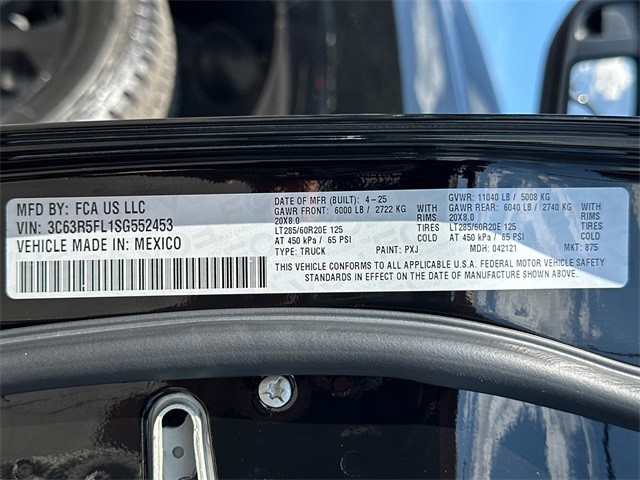 MFD BY: FCA US LLC
VIN: 3C63R5FL1SG552453
VEHICLE MADE IN: MEXICO
DATE OF MFR (BUILT): 4-25
GAWR FRONT: 6000 LB / 2722 KG WITH
20X8.0 RIMS
LT285/60R20E 125 TIRES
AT 450 kPa / 65 PSI COLD
TYPE: TRUCK PAINT: PXJ
GVWR: 11040 LB / 5008 KG
GAWR REAR: 6040 LB / 2740 KG WITH
20X8.0 RIMS
LT285/60R20E 125 TIRES
AT 450 kPa / 65 PSI COLD
MDH: 042121 MKT: 875
THIS VEHICLE CONFORMS TO ALL APPLICABLE U.S.A. FEDERAL MOTOR VEHICLE SAFETY
STANDARDS IN EFFECT ON THE DATE OF MANUFACTURE SHOWN ABOVE.